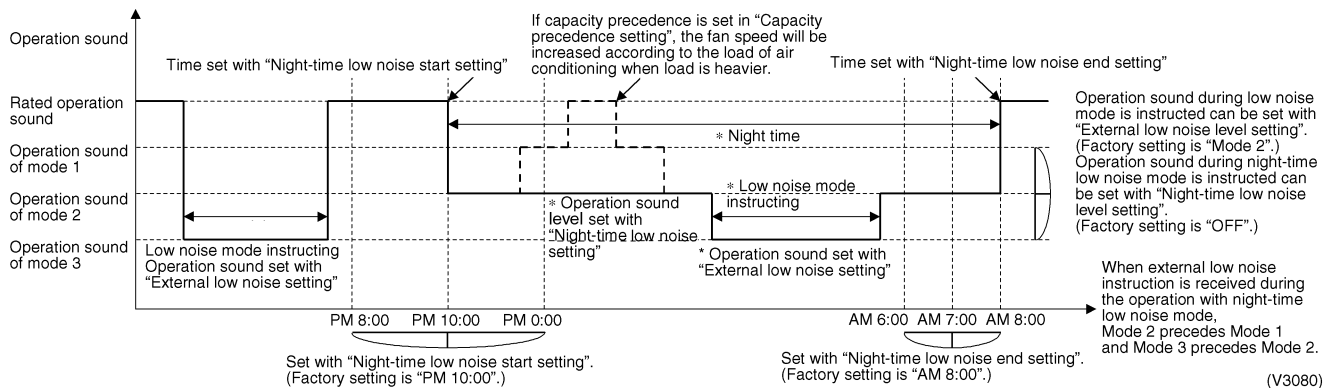 Operation sound
If capacity precedence is set in “Capacity
precedence setting”, the fan speed will be
increased according to the load of air
conditioning when load is heavier.
Time set with “Night-time low noise start setting”
Time set with “Night-time low noise end setting”
Rated operation
sound
Operation sound
of mode 1
Operation sound
of mode 2
Operation sound
of mode 3
* Night time
* Low noise mode
instructing
* Operation sound
level set with
“Night-time low noise
setting”
Low noise mode instructing
Operation sound set with
“External low noise setting”
* Operation sound set with
“External low noise setting”
Operation sound during low noise
mode is instructed can be set with
“External low noise level setting”.
(Factory setting is “Mode 2”.)
Operation sound during night-time
low noise mode is instructed can
be set with “Night-time low noise
level setting”.
(Factory setting is “OFF”.)
When external low noise
instruction is received during
the operation with night-time
low noise mode,
Mode 2 precedes Mode 1
and Mode 3 precedes Mode 2.
PM 8:00 PM 10:00 PM 0:00
AM 6:00 AM 7:00 AM 8:00
Set with “Night-time low noise start setting”.
(Factory setting is “PM 10:00”.)
Set with “Night-time low noise end setting”.
(Factory setting is “AM 8:00”.)
(V3080)